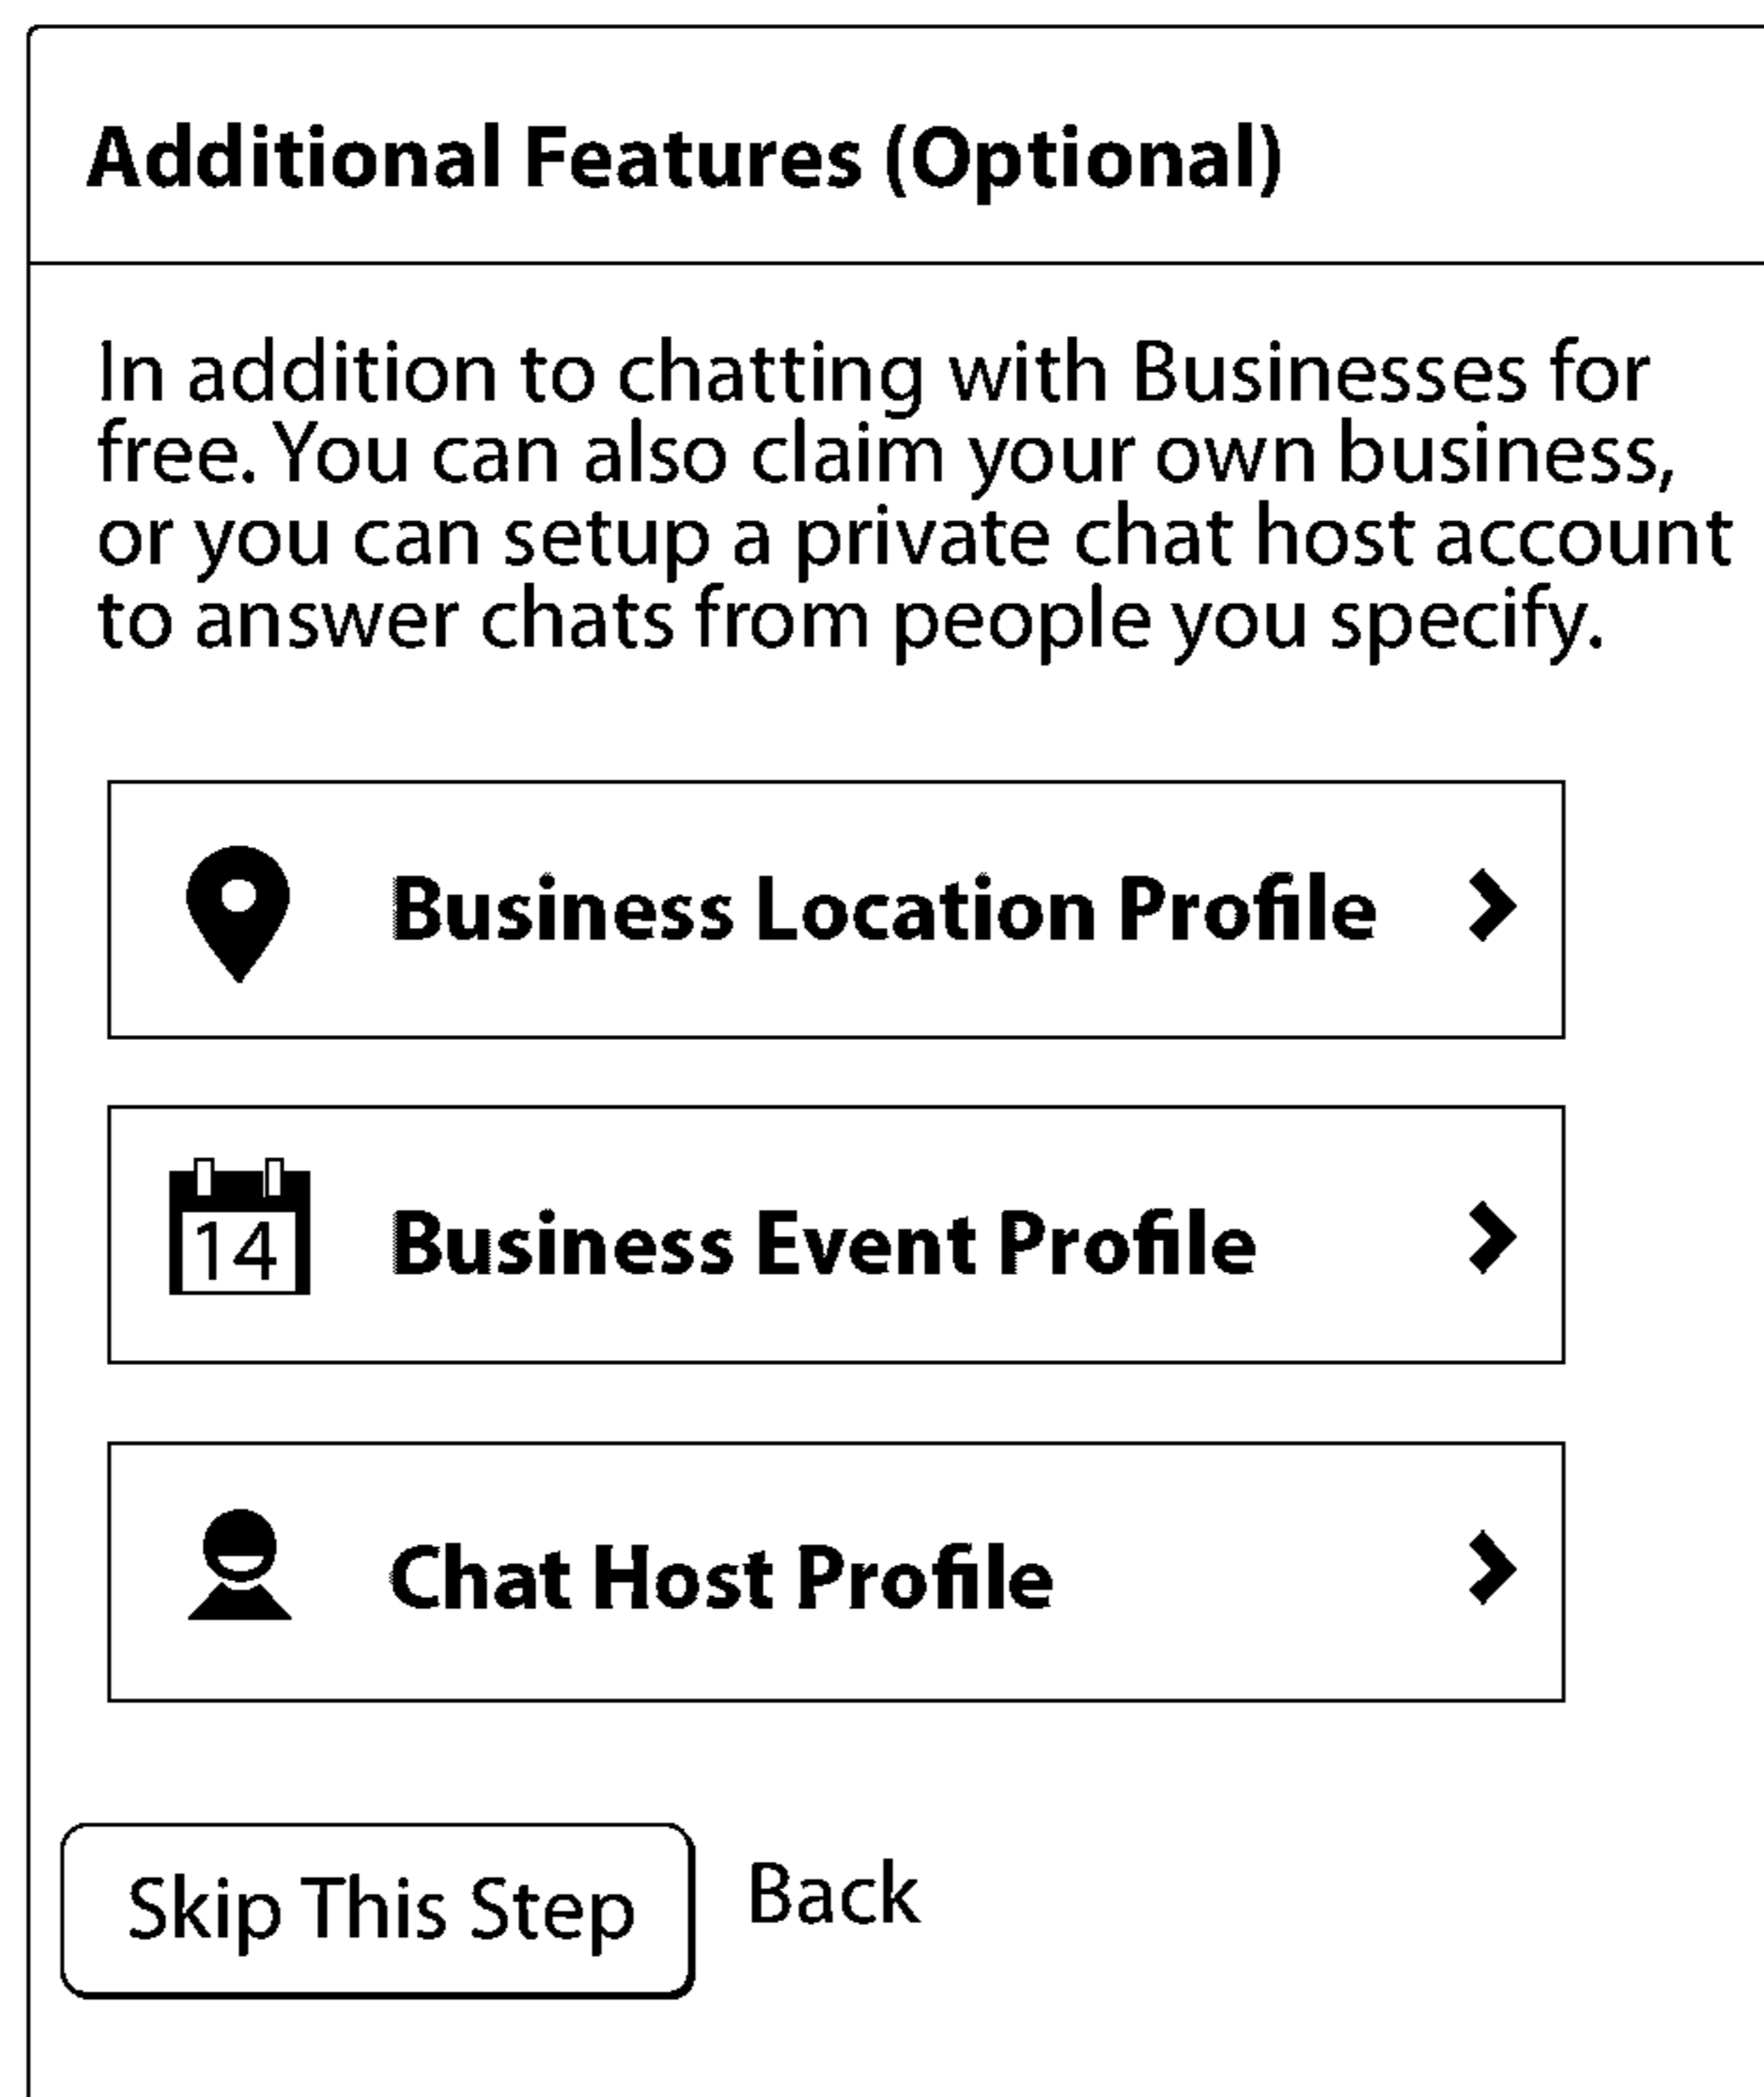 Additional Features (Optional)
In addition to chatting with Businesses for
free. You can also claim your own business,
or you can setup a private chat host account
to answer chats from people you specify.
Business Location Profile
14
Business Event Profile
Chat Host Profile
Skip This Step
Back